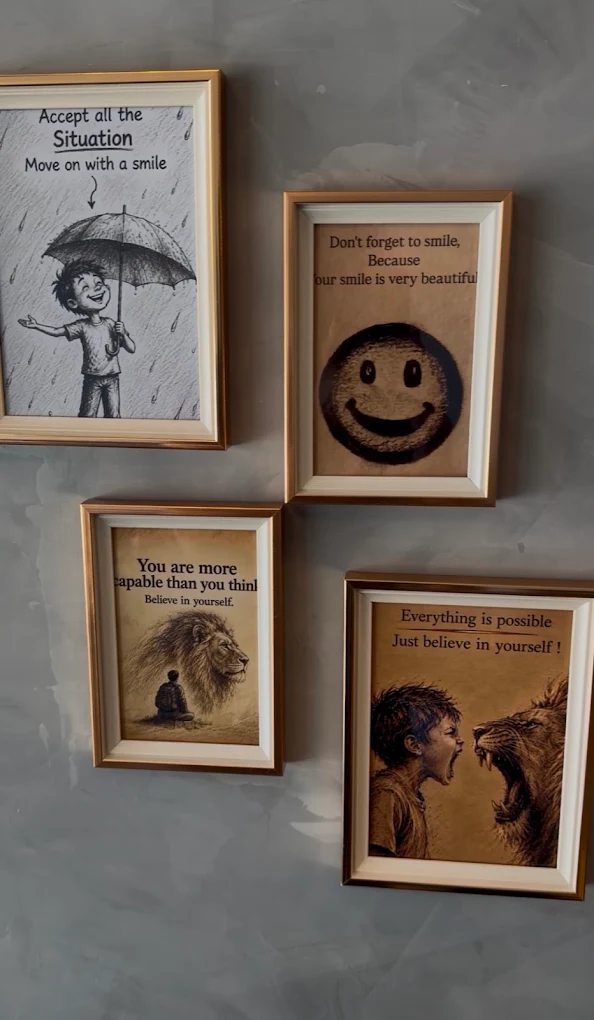 Accept all the
Situation
Move on with a smile
Don't forget to smile,
Because
our smile is very beautiful
You are more
capable than you think
Believe in yourself.
Everything is possible
Just believe in yourself !